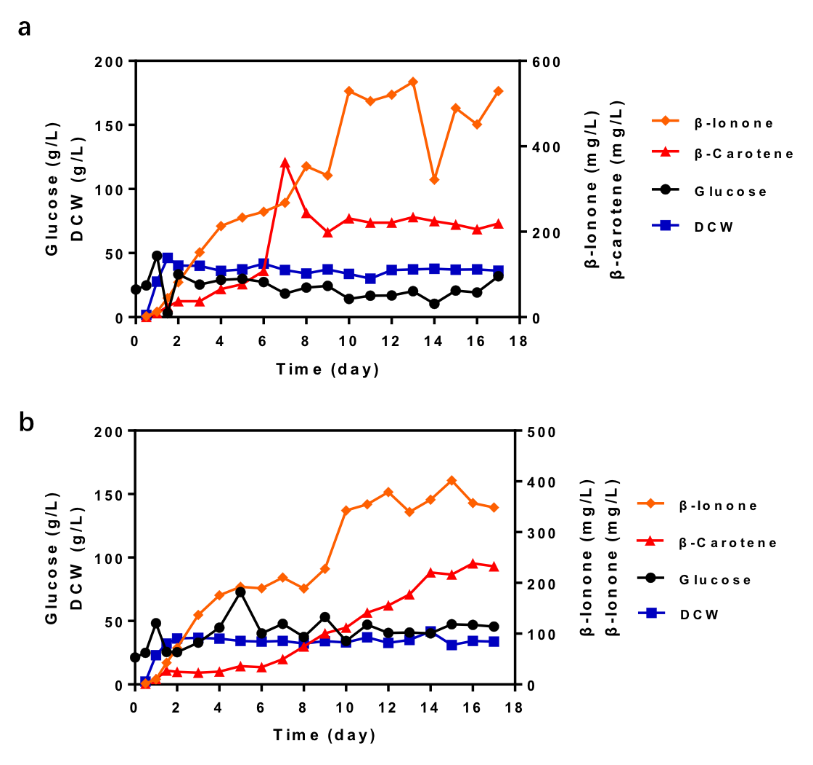 a
200
150
100
50
0
600
400
200
0
0 2 4 6 8 10 12 14 16 18
Time (day)
Glucose (g/L)
DCW (g/L)
β-Ionone (mg/L)
β-carotene (mg/L)
β-Ionone
β-Carotene
Glucose
DCW
b
200
150
100
50
0
500
400
300
200
100
0
0 2 4 6 8 10 12 14 16 18
Time (day)
Glucose (g/L)
DCW (g/L)
β-Ionone (mg/L)
β-Ionone (mg/L)
β-Ionone
β-Carotene
Glucose
DCW